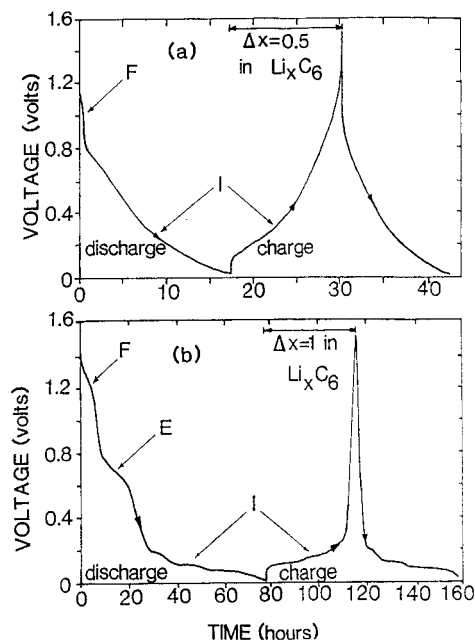 1.6
1.2
0.8
0.4
0
VOLTAGE (volts)
(a)
F
I
Δx=0.5
in LixC6
discharge
charge
0 10 20 30 40
1.6
1.2
0.8
0.4
0
VOLTAGE (volts)
(b)
F
E
I
Δx=1 in
LixC6
discharge
charge
0 20 40 60 80 100 120 140 160
TIME (hours)